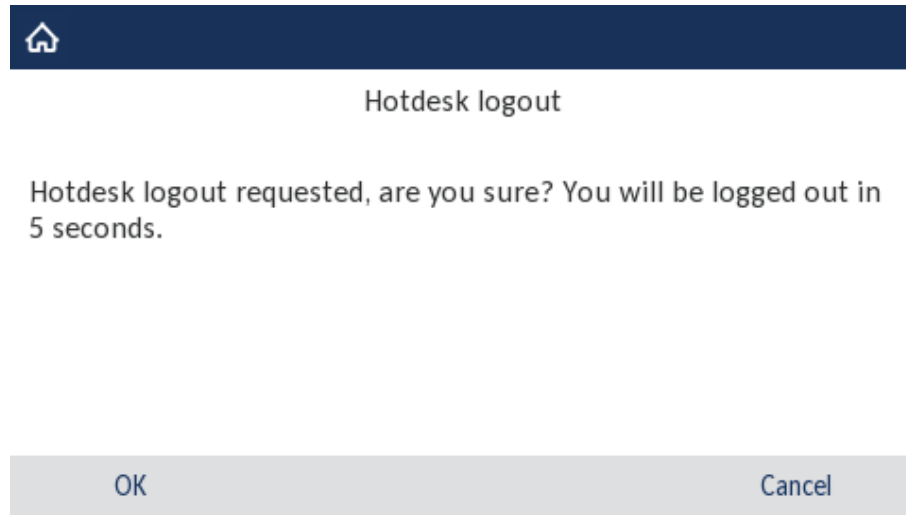 Hotdesk logout
Hotdesk logout requested, are you sure? You will be logged out in
5 seconds.
OK
Cancel